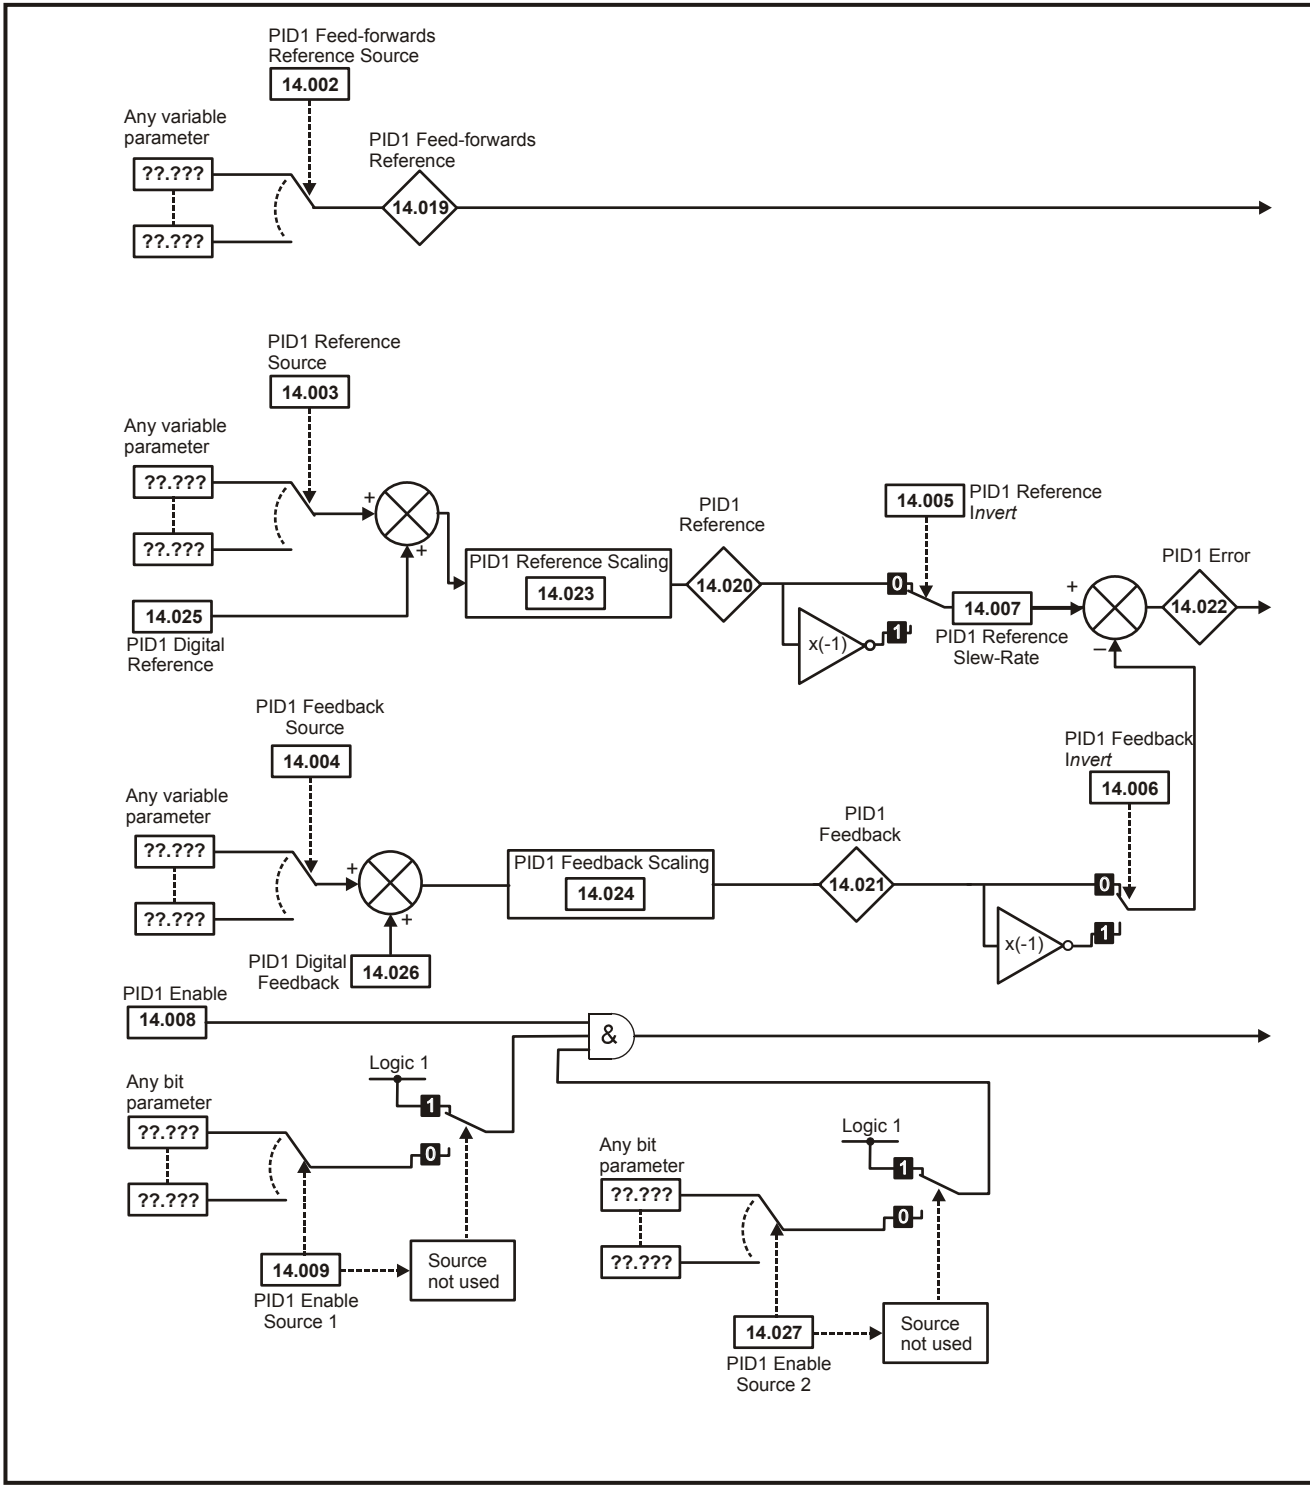 PID1 Feed-forwards
Reference Source
14.002
Any variable
parameter
??.???
??.???
PID1 Feed-forwards
Reference
14.019
PID1 Reference
Source
14.003
Any variable
parameter
??.???
??.???
+
+
14.025
PID1 Digital
Reference
PID1 Reference Scaling
14.023
PID1
Reference
14.020
14.005
PID1 Reference
Invert
0
1
x(-1)
14.007
PID1 Reference
Slew-Rate
+
–
PID1 Error
14.022
PID1 Feedback
Source
14.004
Any variable
parameter
??.???
??.???
+
+
PID1 Digital
Feedback
14.026
PID1 Feedback Scaling
14.024
PID1
Feedback
14.021
PID1 Feedback
Invert
14.006
0
1
x(-1)
PID1 Enable
14.008
&
Logic 1
1
0
Any bit
parameter
??.???
??.???
14.009
PID1 Enable
Source 1
Source
not used
Logic 1
1
0
Any bit
parameter
??.???
??.???
14.027
PID1 Enable
Source 2
Source
not used